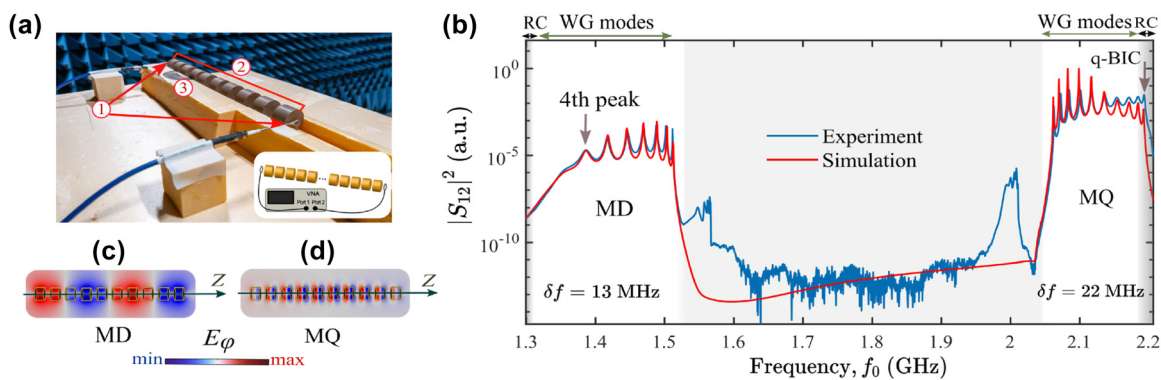 (a)
1
2
3
VNA
Port 1 Port 2
(b)
RC WG modes
WG modes RC
q-BIC
4th peak
Experiment
Simulation
MD
MQ
δf = 13 MHz
δf = 22 MHz
|S₁₂|² (a.u.)
10⁰
10⁻⁵
10⁻¹⁰
1.3 1.4 1.5 1.6 1.7 1.8 1.9 2 2.1 2.2
Frequency, f₀ (GHz)
(c)
(d)
Z
Z
MD
MQ
Eφ
min
max